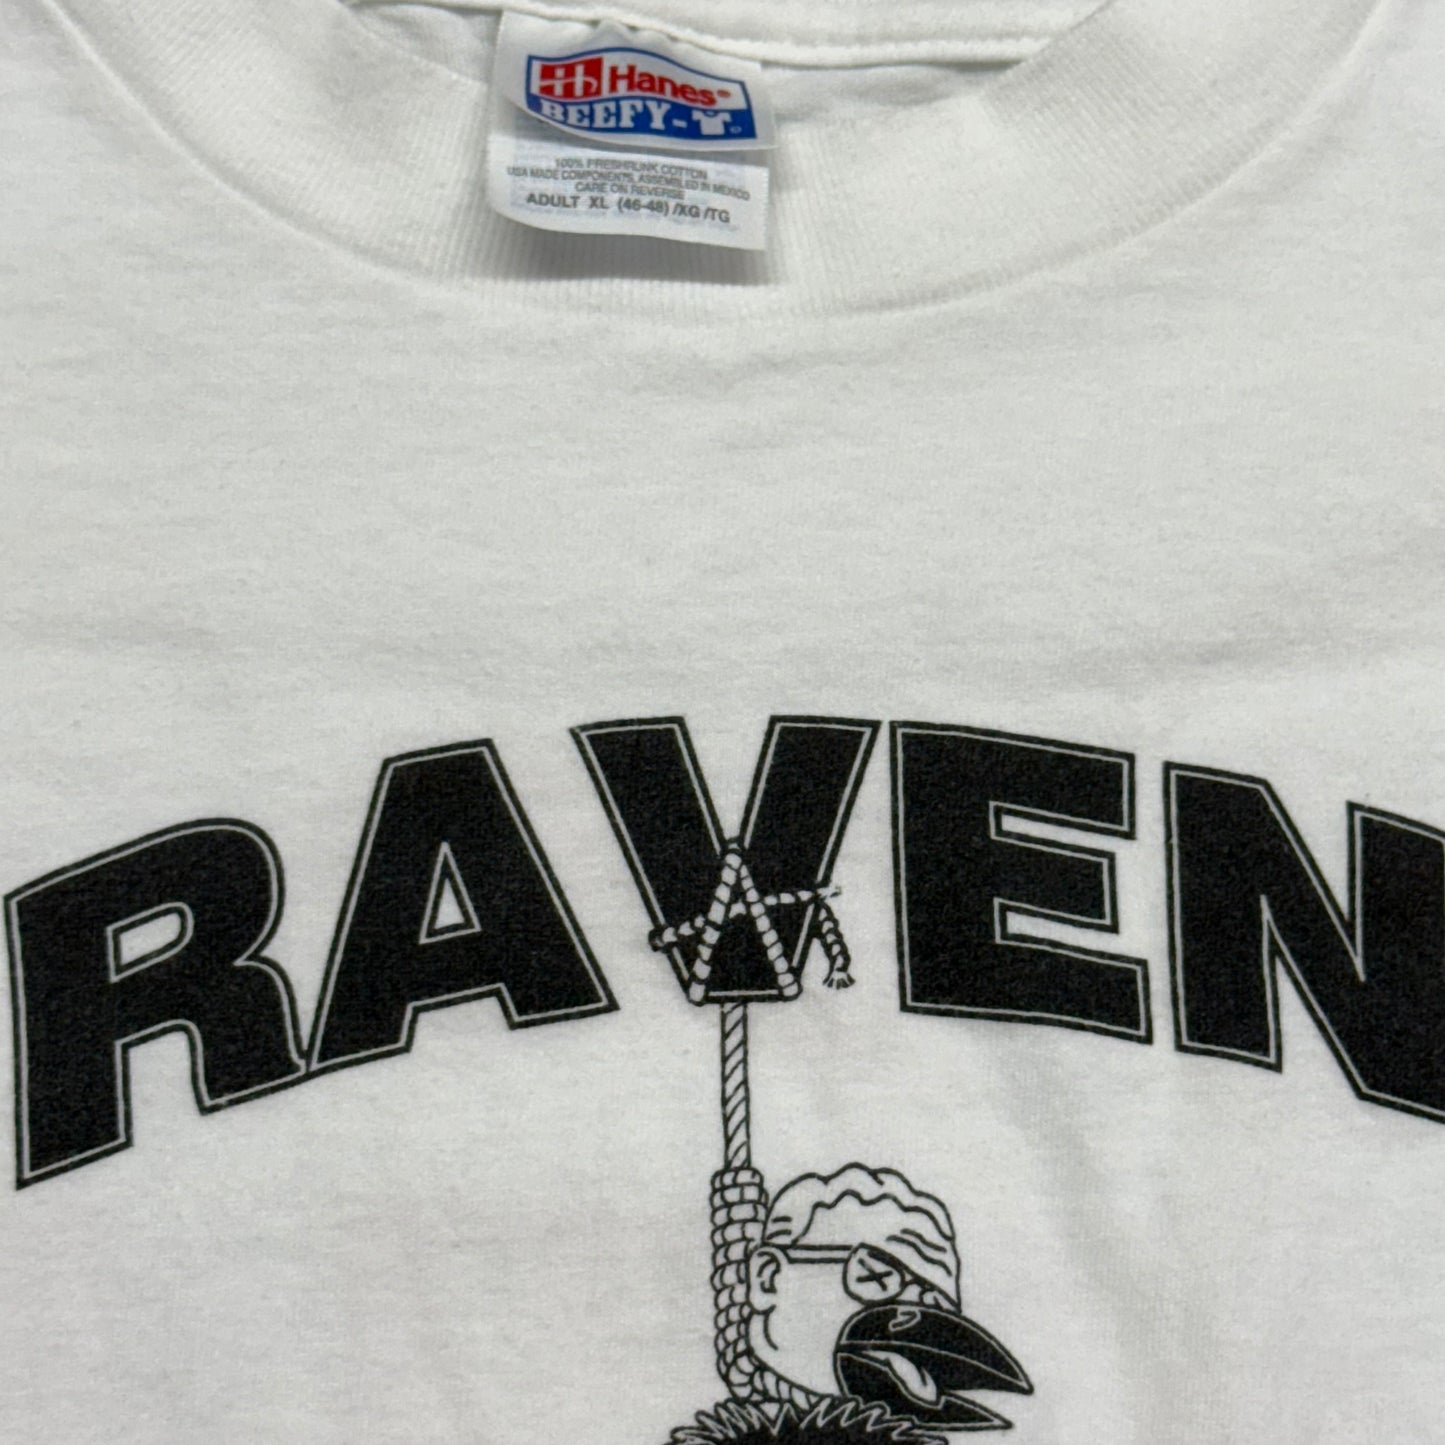 Hanes®
BEEFY-T
100% PRESHRUNK COTTON
USA MADE COMPONENTS, ASSEMBLED IN MEXICO
CARE ON REVERSE
ADULT XL (46-48) /XG /TG
RAVEN